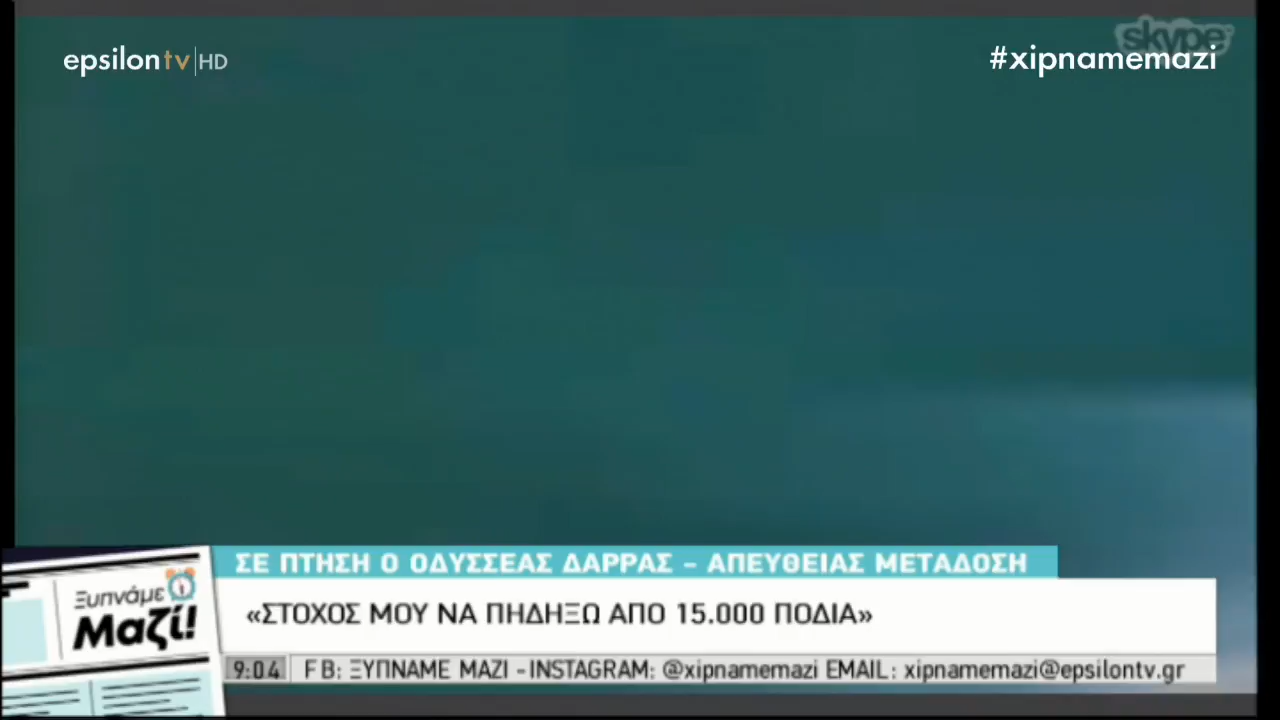 skype
epsilontv|HD
#xipnamemazi
ΣΕ ΠΤΗΣΗ Ο ΟΔΥΣΣΕΑΣ ΔΑΡΡΑΣ – ΑΠΕΥΘΕΙΑΣ ΜΕΤΑΔΟΣΗ
Ξυπνάμε
Μαζί!
«ΣΤΟΧΟΣ ΜΟΥ ΝΑ ΠΗΔΗΞΩ ΑΠΟ 15.000 ΠΟΔΙΑ»
9:04 FB: ΞΥΠΝΑΜΕ ΜΑΖΙ -INSTAGRAM: @xipnamemazi EMAIL: xipnamemazi@epsilontv.gr